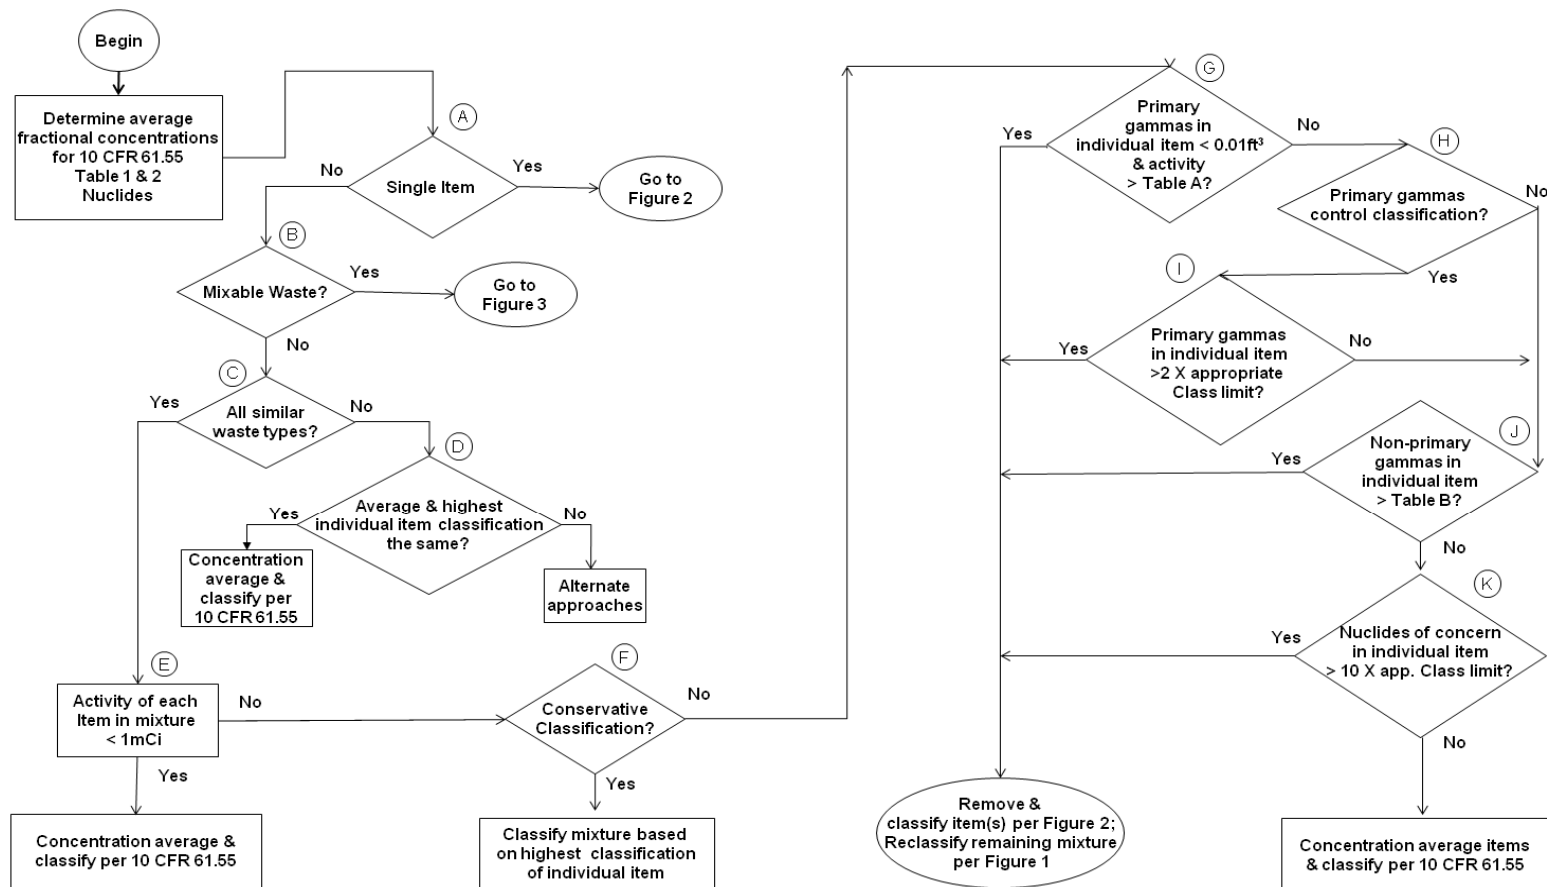 Begin
Determine average
fractional concentrations
for 10 CFR 61.55
Table 1 & 2
Nuclides
A
Single Item
No
Yes
Go to
Figure 2
B
Mixable Waste?
Yes
Go to
Figure 3
No
C
All similar
waste types?
Yes
No
D
Average & highest
individual item classification
the same?
Yes
No
Concentration
average &
classify per
10 CFR 61.55
Alternate
approaches
E
Activity of each
Item in mixture
< 1mCi
No
Yes
Concentration average &
classify per 10 CFR 61.55
F
Conservative
Classification?
No
Yes
Classify mixture based
on highest classification
of individual item
G
Primary
gammas in
individual item < 0.01ft³
& activity
> Table A?
Yes
No
H
Primary gammas
control classification?
No
Yes
I
Primary gammas
in individual item
>2 X appropriate
Class limit?
Yes
No
J
Non-primary
gammas in
individual item
> Table B?
Yes
No
K
Nuclides of concern
in individual item
> 10 X app. Class limit?
Yes
No
Remove &
classify item(s) per Figure 2;
Reclassify remaining mixture
per Figure 1
Concentration average items
& classify per 10 CFR 61.55